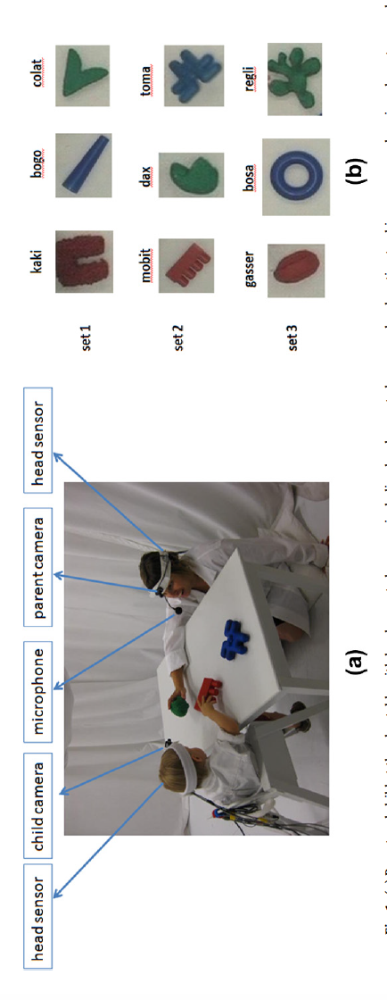 head sensor
child camera
microphone
parent camera
head sensor
(a)
kaki
bogo
colat
set 1
mobit
dax
toma
set 2
gasser
bosa
regli
set 3
(b)